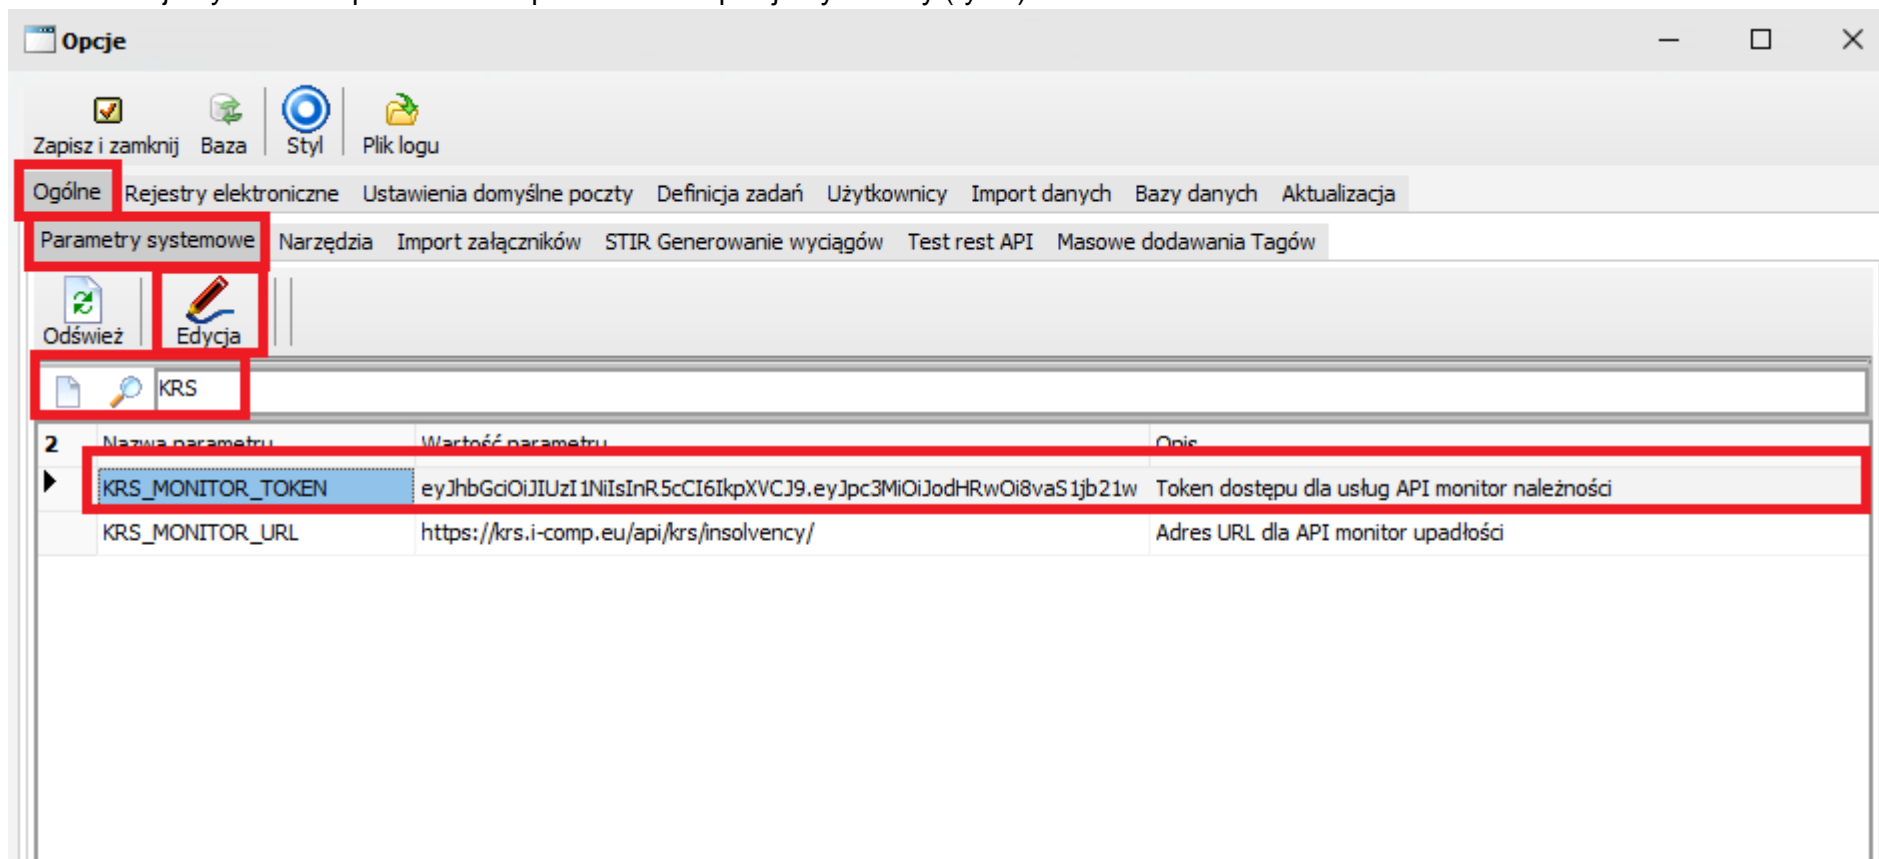 Opcje
Zapisz i zamknij Baza Styl Plik logu
Ogólne Rejestry elektroniczne Ustawienia domyślne poczty Definicja zadań Użytkownicy Import danych Bazy danych Aktualizacja
Parametry systemowe Narzędzia Import załączników STIR Generowanie wyciągów Test rest API Masowe dodawania Tagów
Odśwież Edycja
KRS
2 Nazwa parametru Wartość parametru Opis
KRS_MONITOR_TOKEN eyJhbGciOiJIUzI1NiIsInR5cCI6IkpXVCJ9.eyJpc3MiOiJodHRwOi8vaS1jb21w Token dostępu dla usług API monitor należności
KRS_MONITOR_URL https://krs.i-comp.eu/api/krs/insolvency/ Adres URL dla API monitor upadłości